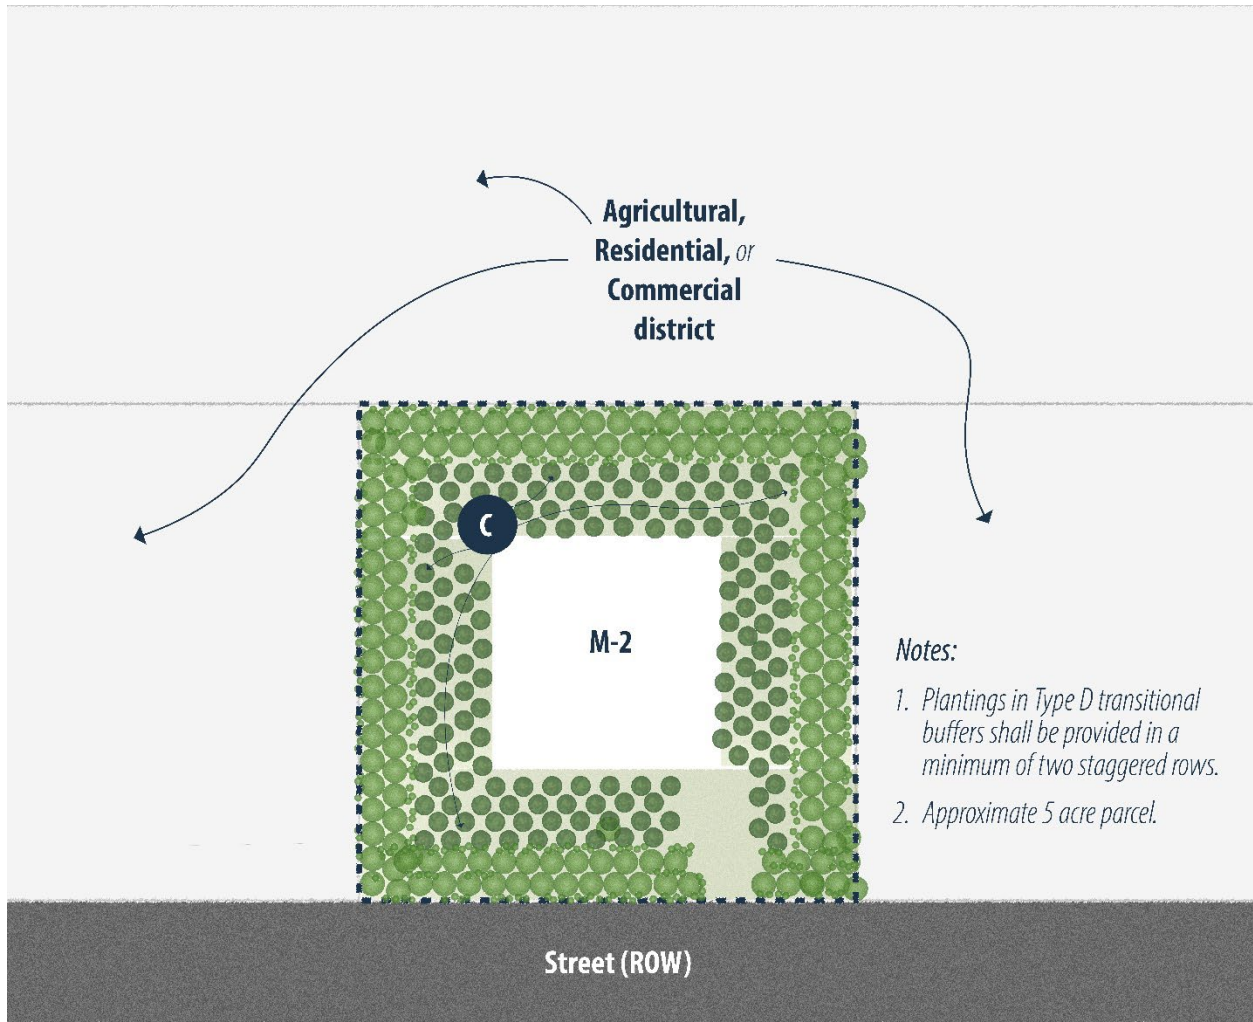 Agricultural,
Residential, or
Commercial
district
C
M-2
Notes:
1. Plantings in Type D transitional
buffers shall be provided in a
minimum of two staggered rows.
2. Approximate 5 acre parcel.
Street (ROW)